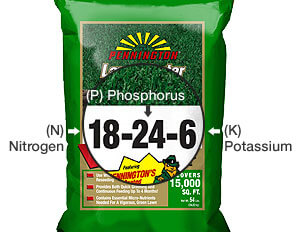 PENNINGTON
(P) Phosphorus
(N)
Nitrogen
18-24-6
(K)
Potassium
Featuring
PENNINGTON'S
COVERS
15,000
SQ. FT.
Provides Both Quick Greening and
Continuous Feeding up to 4 Months!
Contains Essential Micro-Nutrients
Needed For A Vigorous, Green Lawn